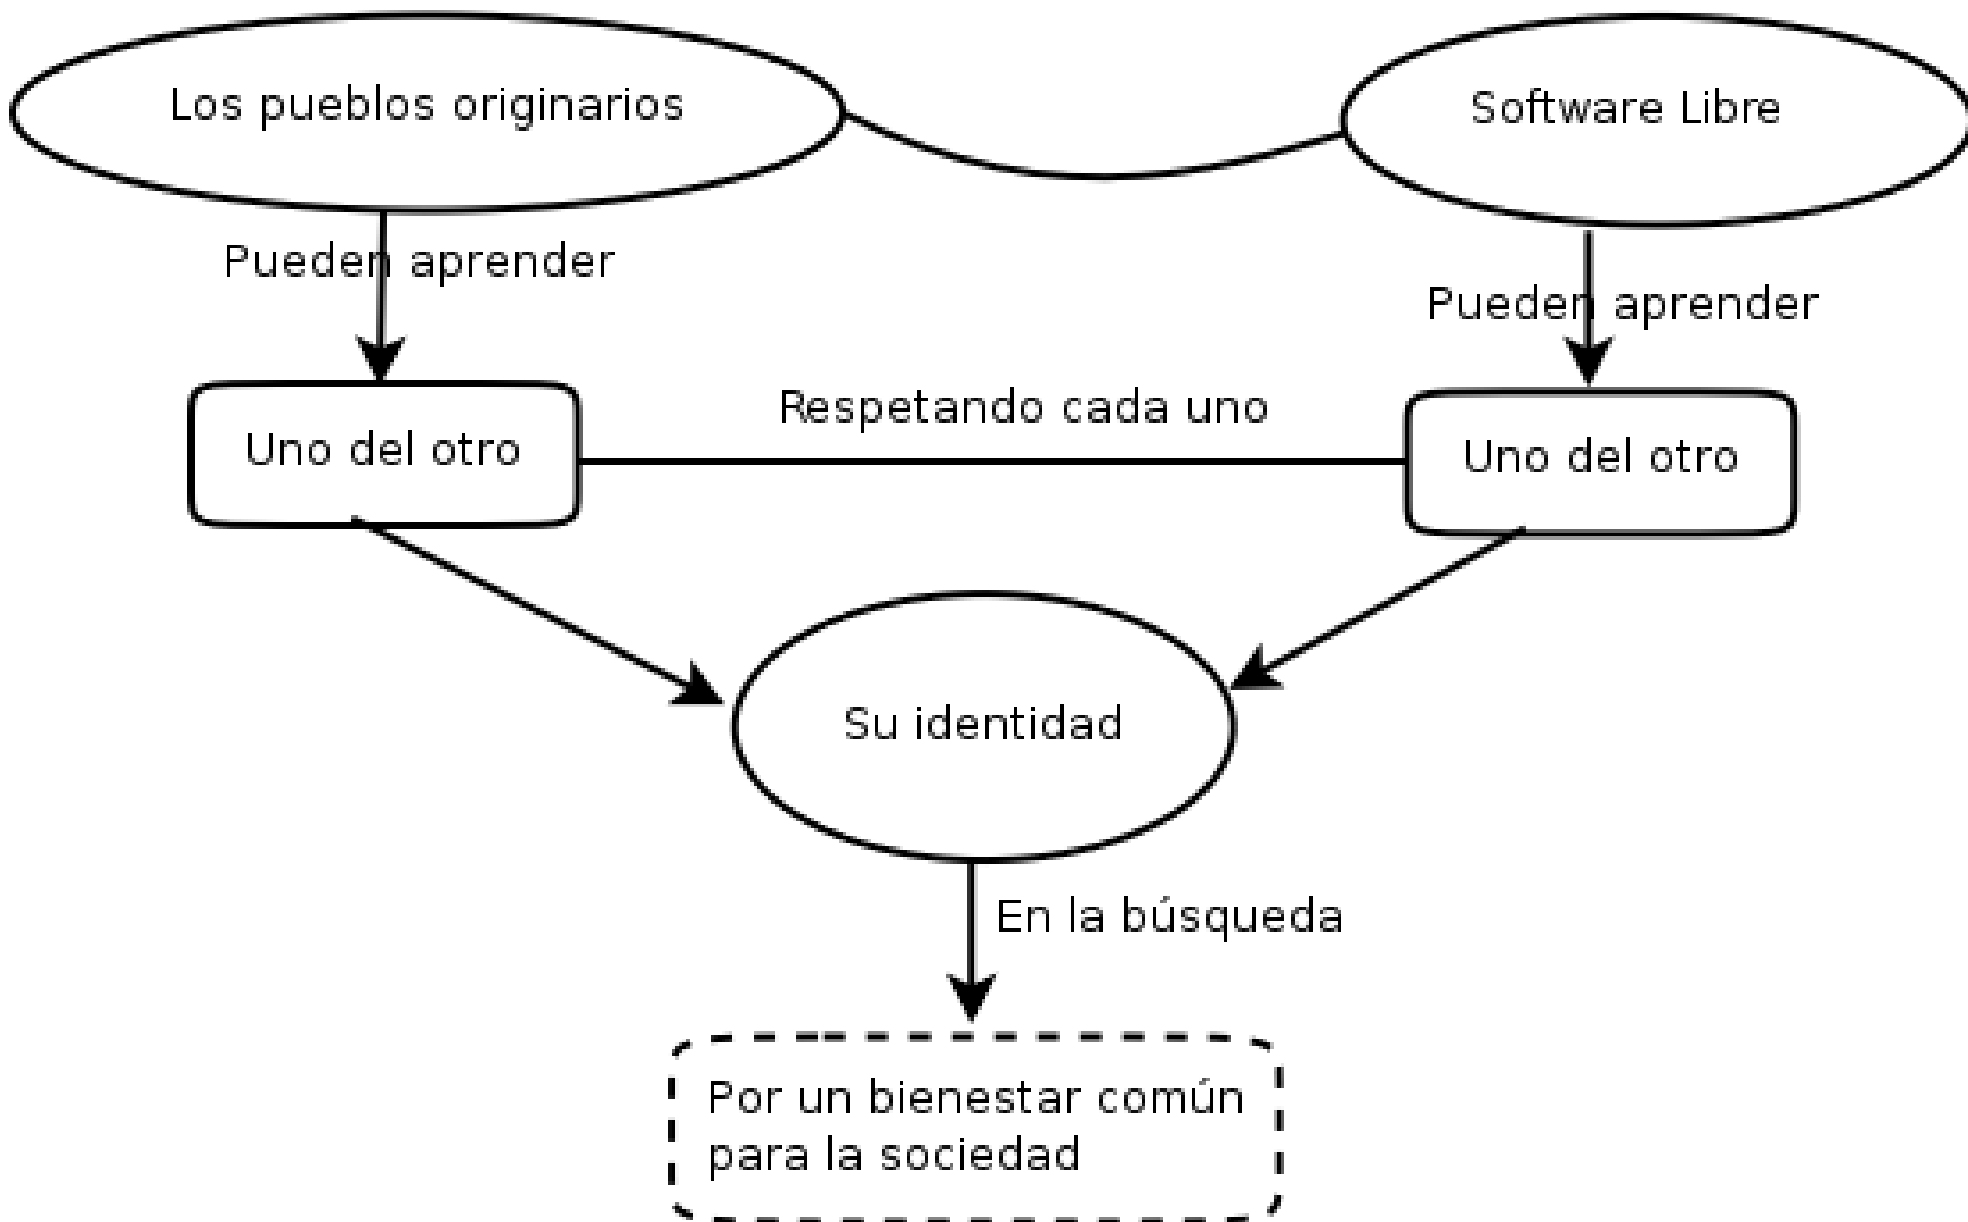 Los pueblos originarios
Software Libre
Pueden aprender
Pueden aprender
Respetando cada uno
Uno del otro
Uno del otro
Su identidad
En la búsqueda
Por un bienestar común
para la sociedad